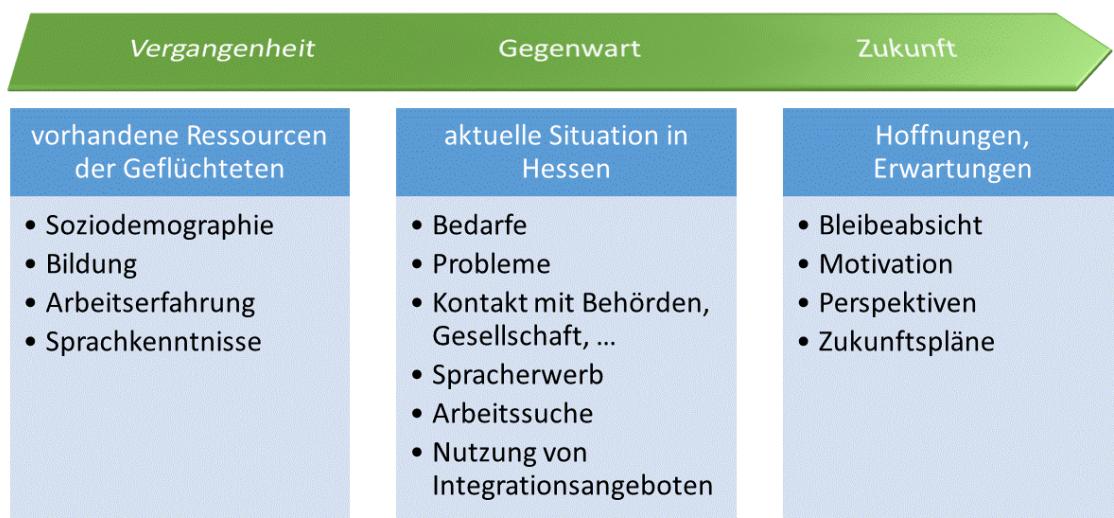 Vergangenheit
Gegenwart
Zukunft
vorhandene Ressourcen
der Geflüchteten
• Soziodemographie
• Bildung
• Arbeitserfahrung
• Sprachkenntnisse
aktuelle Situation in
Hessen
• Bedarfe
• Probleme
• Kontakt mit Behörden,
Gesellschaft, ...
• Spracherwerb
• Arbeitssuche
• Nutzung von
Integrationsangeboten
Hoffnungen,
Erwartungen
• Bleibeabsicht
• Motivation
• Perspektiven
• Zukunftspläne